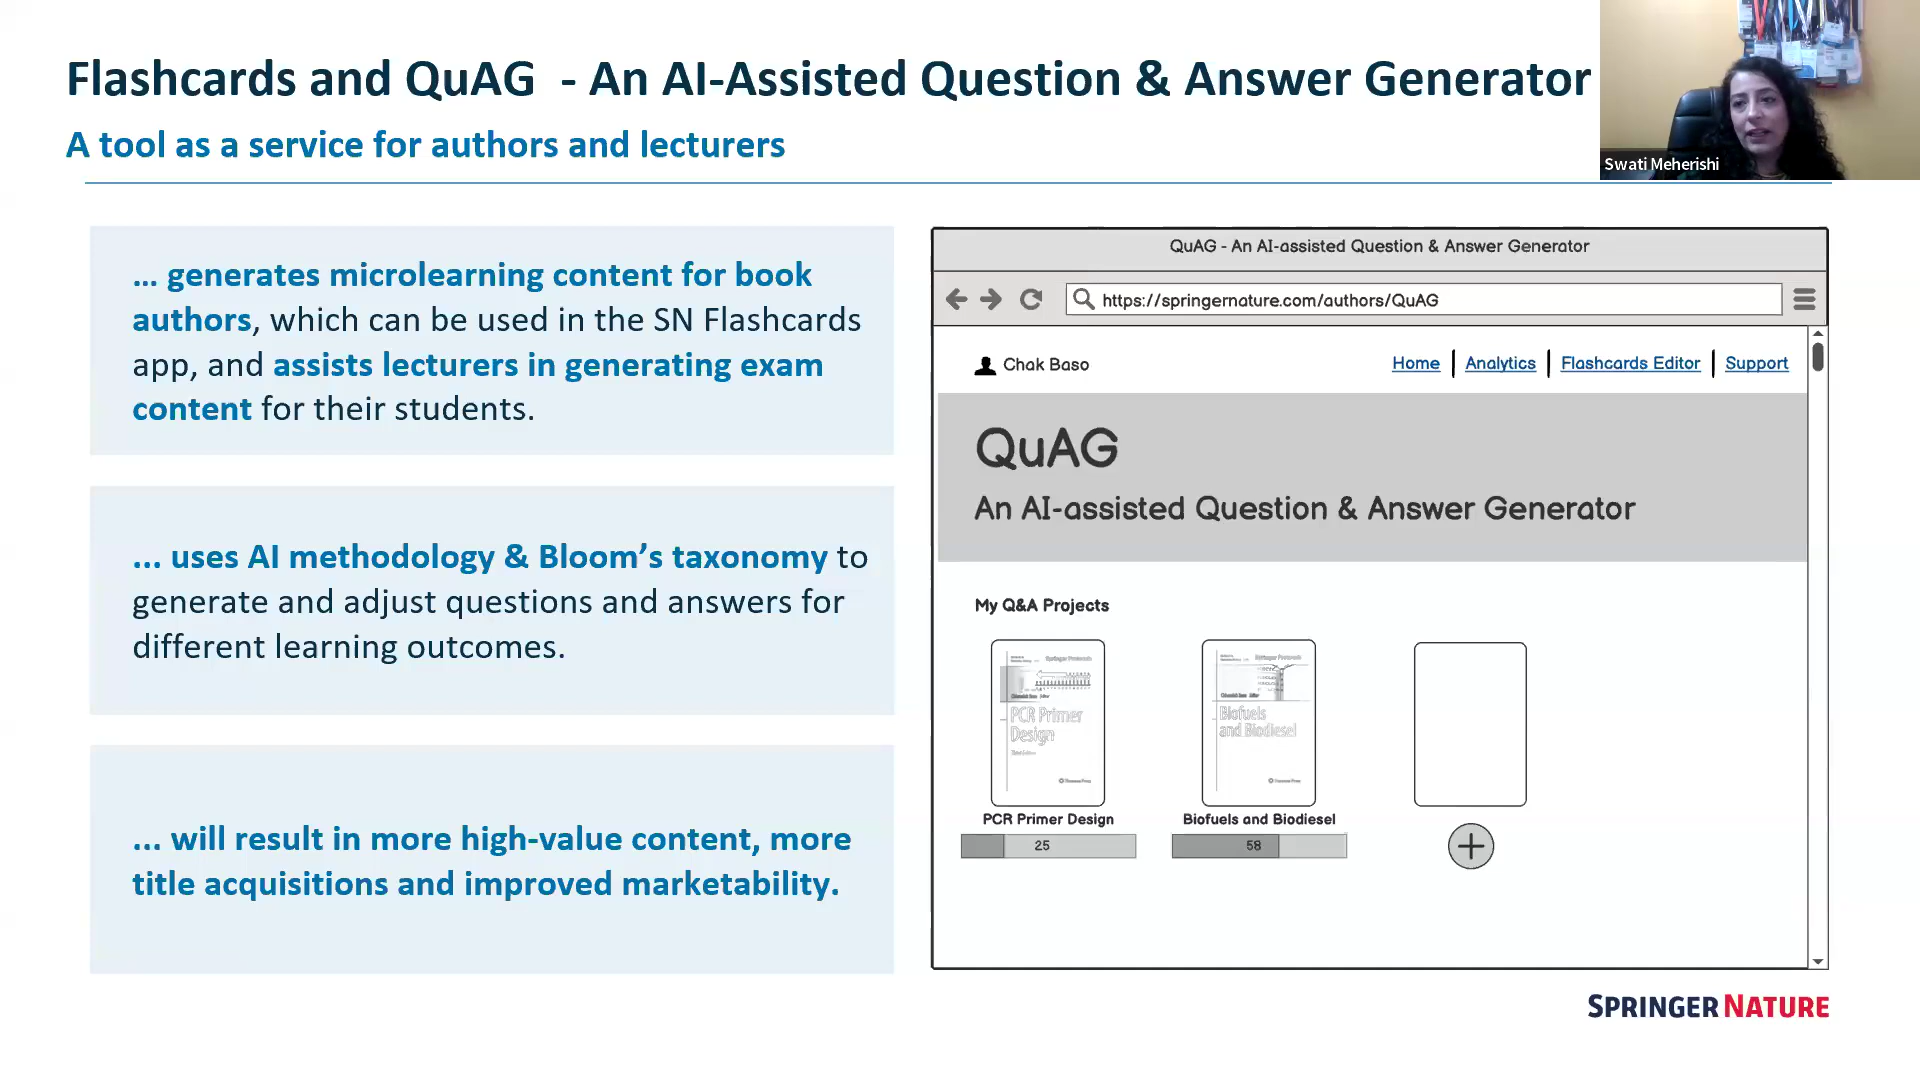 Flashcards and QuAG - An AI-Assisted Question & Answer Generator
A tool as a service for authors and lecturers
Swati Meherishi
... generates microlearning content for book
authors, which can be used in the SN Flashcards
app, and assists lecturers in generating exam
content for their students.
... uses AI methodology & Bloom's taxonomy to
generate and adjust questions and answers for
different learning outcomes.
... will result in more high-value content, more
title acquisitions and improved marketability.
QuAG - An AI-assisted Question & Answer Generator
https://springernature.com/authors/QuAG
Chak Baso
Home | Analytics | Flashcards Editor | Support
QuAG
An AI-assisted Question & Answer Generator
My Q&A Projects
Springer Protocols
PCR Primer
Design
Springer Protocols
Biofuels
and Biodiesel
PCR Primer Design
25
Biofuels and Biodiesel
58
SPRINGER NATURE